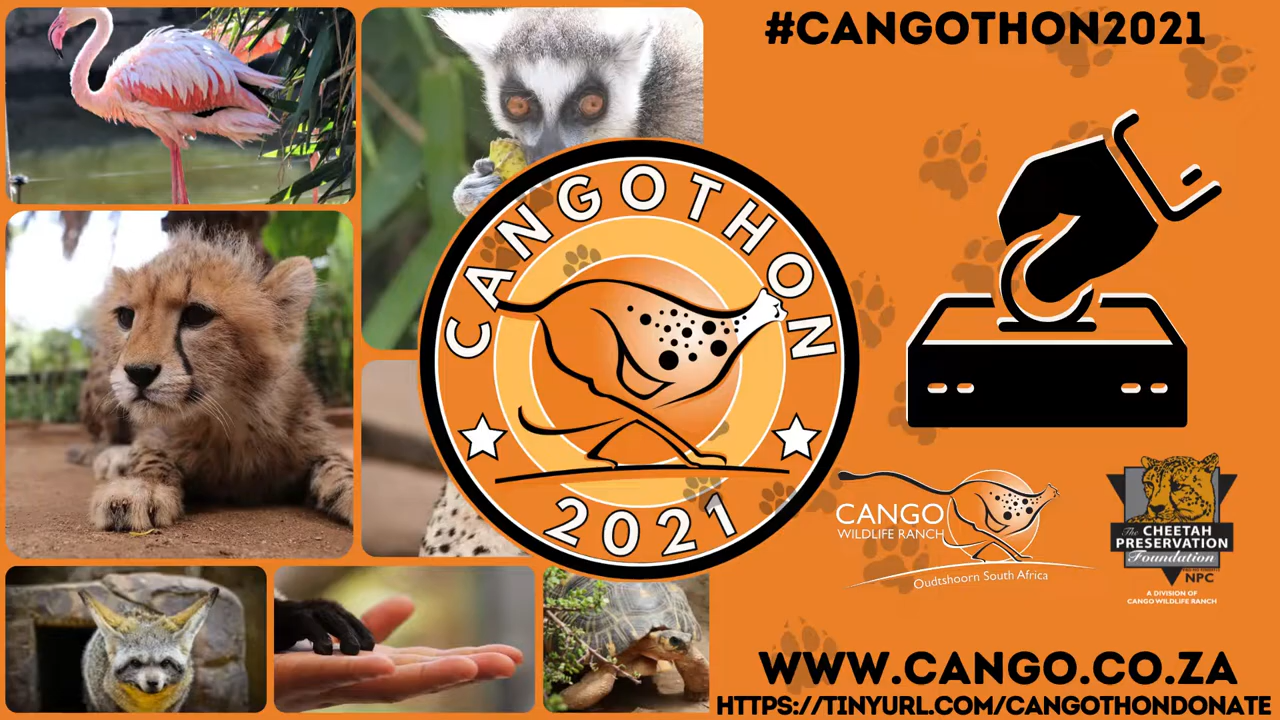 #CANGOTHON2021
CANGOTHON
2021
CANGO
WILDLIFE RANCH
Oudtshoorn South Africa
The CHEETAH
PRESERVATION
Foundation
NPC
A DIVISION OF
CANGO WILDLIFE RANCH
WWW.CANGO.CO.ZA
HTTPS://TINYURL.COM/CANGOTHONDONATE